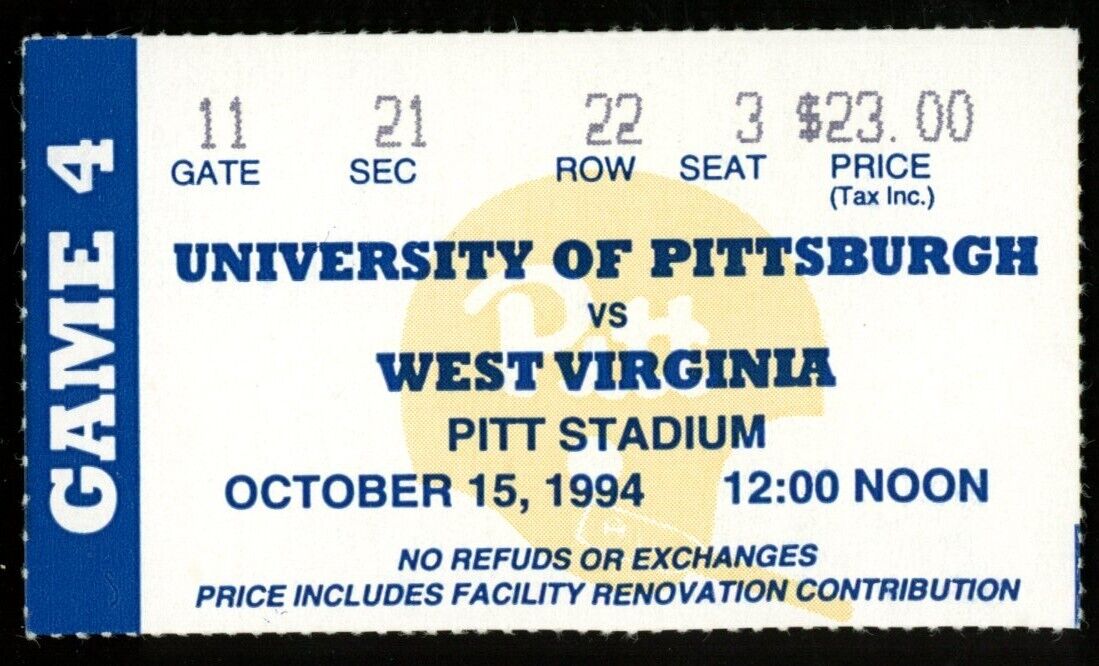 GAME 4
11 21 22 3 $23.00
GATE SEC ROW SEAT PRICE
(Tax Inc.)
UNIVERSITY OF PITTSBURGH
VS
Pitt
WEST VIRGINIA
PITT STADIUM
OCTOBER 15, 1994 12:00 NOON
NO REFUDS OR EXCHANGES
PRICE INCLUDES FACILITY RENOVATION CONTRIBUTION